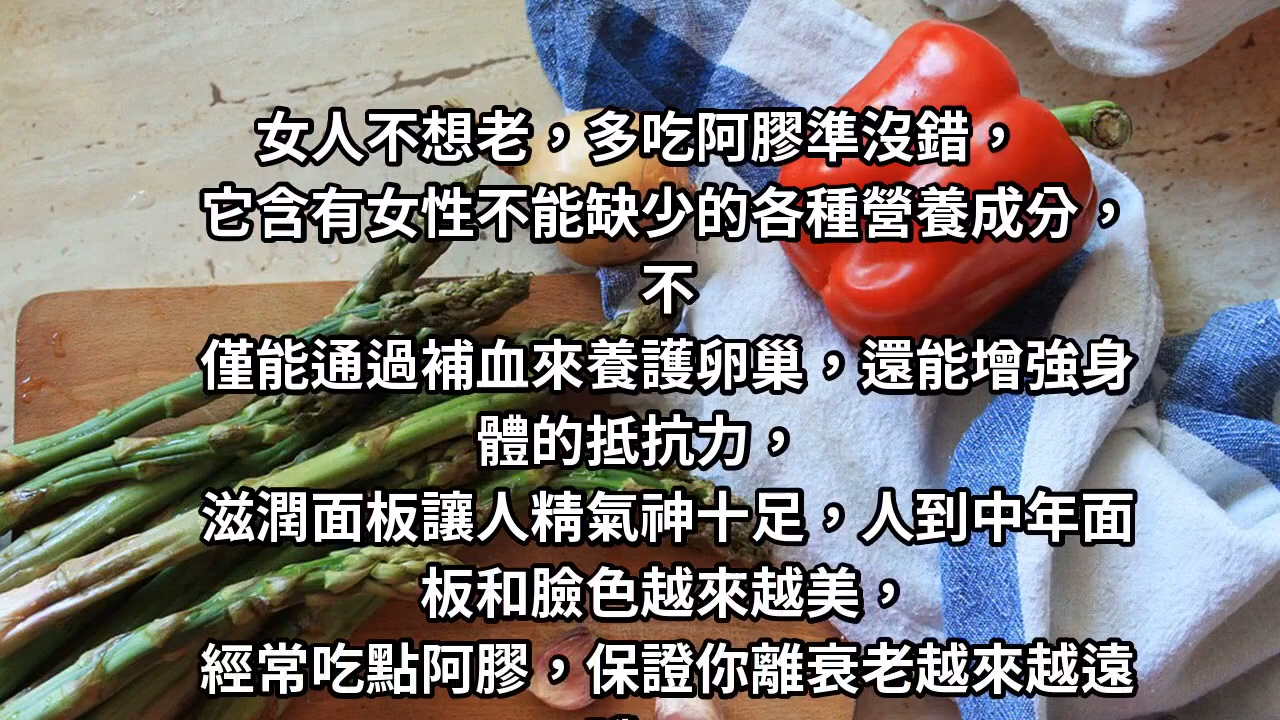 女人不想老，多吃阿膠準沒錯，
它含有女性不能缺少的各種營養成分，
不
僅能通過補血來養護卵巢，還能增強身
體的抵抗力，
滋潤面板讓人精氣神十足，人到中年面
板和臉色越來越美，
經常吃點阿膠，保證你離衰老越來越遠